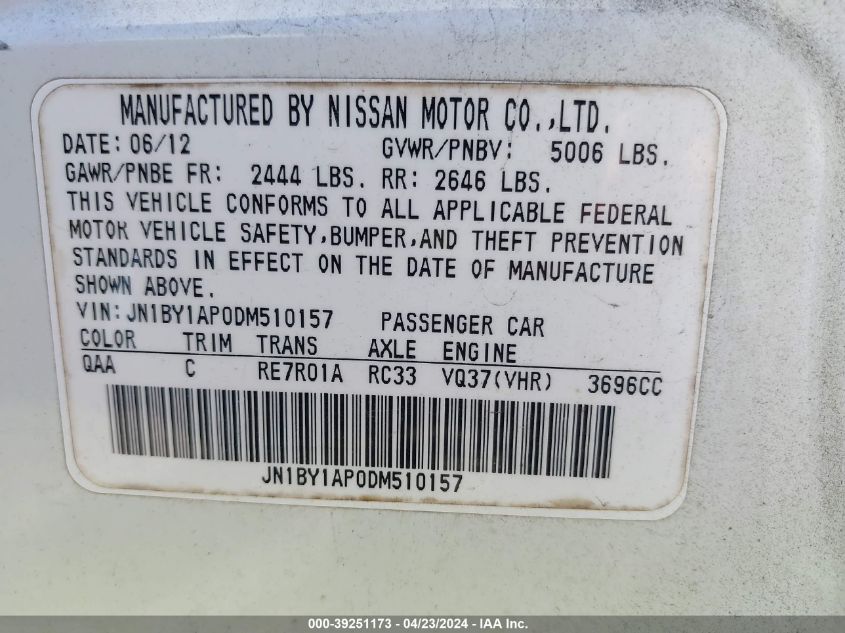 MANUFACTURED BY NISSAN MOTOR CO.,LTD.
DATE: 06/12 GVWR/PNBV: 5006 LBS.
GAWR/PNBE FR: 2444 LBS. RR: 2646 LBS.
THIS VEHICLE CONFORMS TO ALL APPLICABLE FEDERAL
MOTOR VEHICLE SAFETY,BUMPER,AND THEFT PREVENTION
STANDARDS IN EFFECT ON THE DATE OF MANUFACTURE
SHOWN ABOVE.
VIN: JN1BY1AP0DM510157 PASSENGER CAR
COLOR TRIM TRANS AXLE ENGINE
QAA C RE7R01A RC33 VQ37(VHR) 3696CC
JN1BY1AP0DM510157
000-39251173 / 04/23/2024 - IAA Inc.